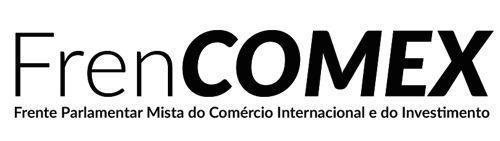 FrenCOMEX
Frente Parlamentar Mista do Comércio Internacional e do Investimento